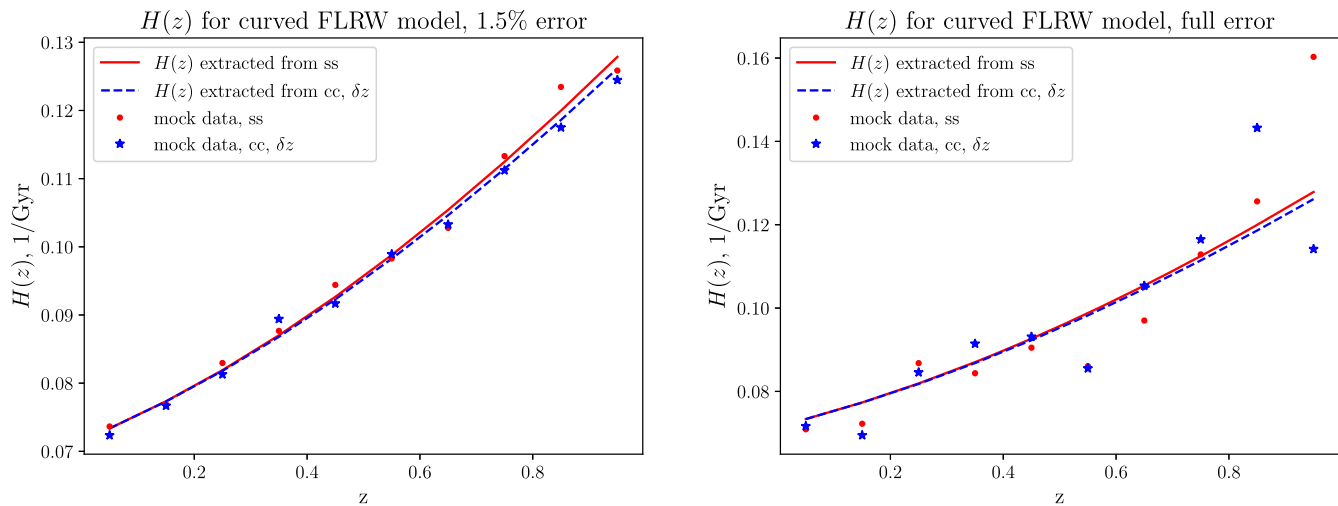 H(z) for curved FLRW model, 1.5% error
0.13
0.12
0.11
0.10
0.09
0.08
0.07
H(z), 1/Gyr
H(z) extracted from ss
H(z) extracted from cc, δz
mock data, ss
mock data, cc, δz
0.2 0.4 0.6 0.8
z
H(z) for curved FLRW model, full error
0.16
0.14
0.12
0.10
0.08
H(z), 1/Gyr
H(z) extracted from ss
H(z) extracted from cc, δz
mock data, ss
mock data, cc, δz
0.2 0.4 0.6 0.8
z